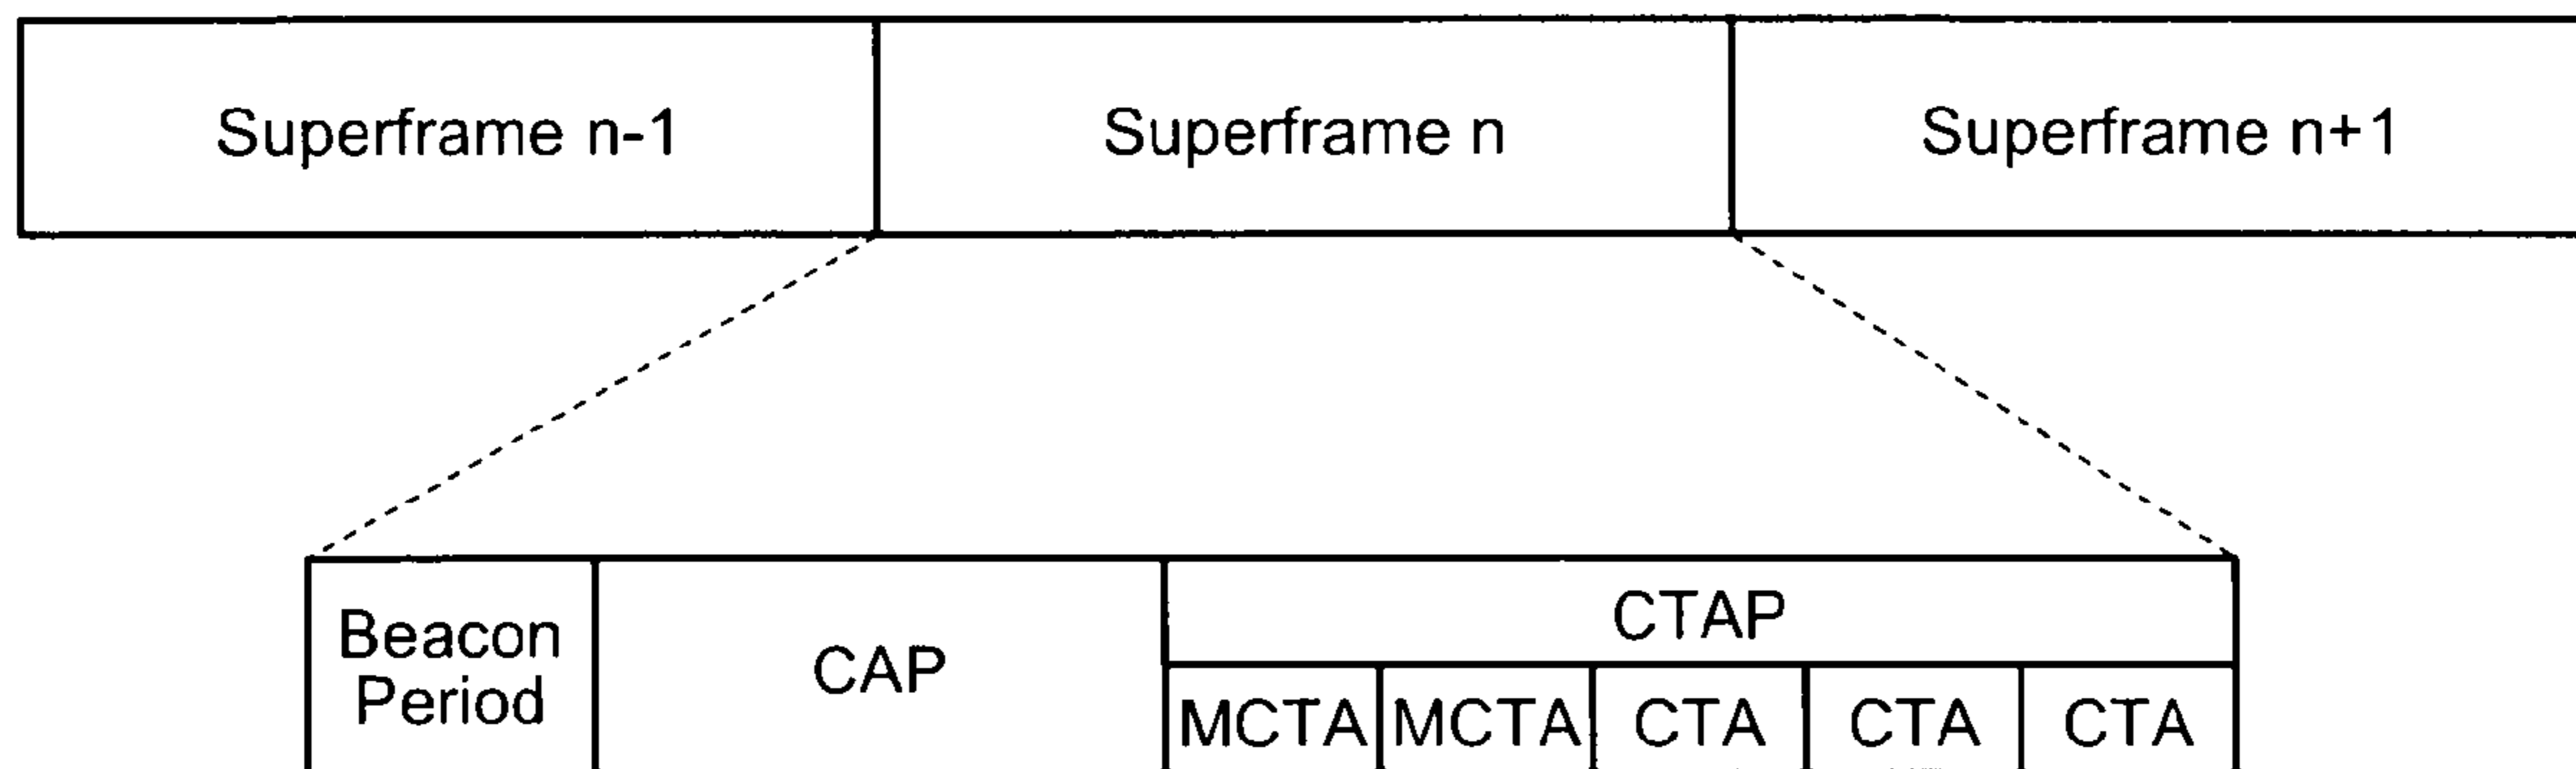 Superframe n-1
Superframe n
Superframe n+1
Beacon
Period
CAP
CTAP
MCTA
MCTA
CTA
CTA
CTA